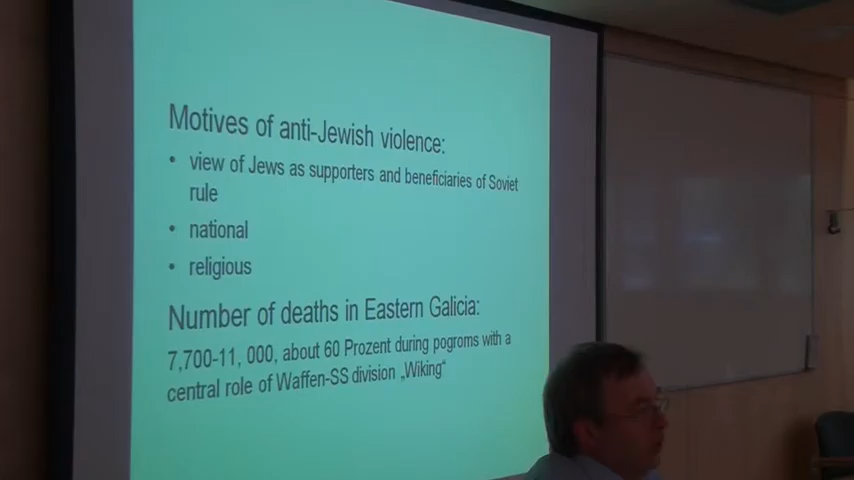 Motives of anti-Jewish violence:
• view of Jews as supporters and beneficiaries of Soviet
rule
• national
• religious
Number of deaths in Eastern Galicia:
7,700-11, 000, about 60 Prozent during pogroms with a
central role of Waffen-SS division „Wiking“